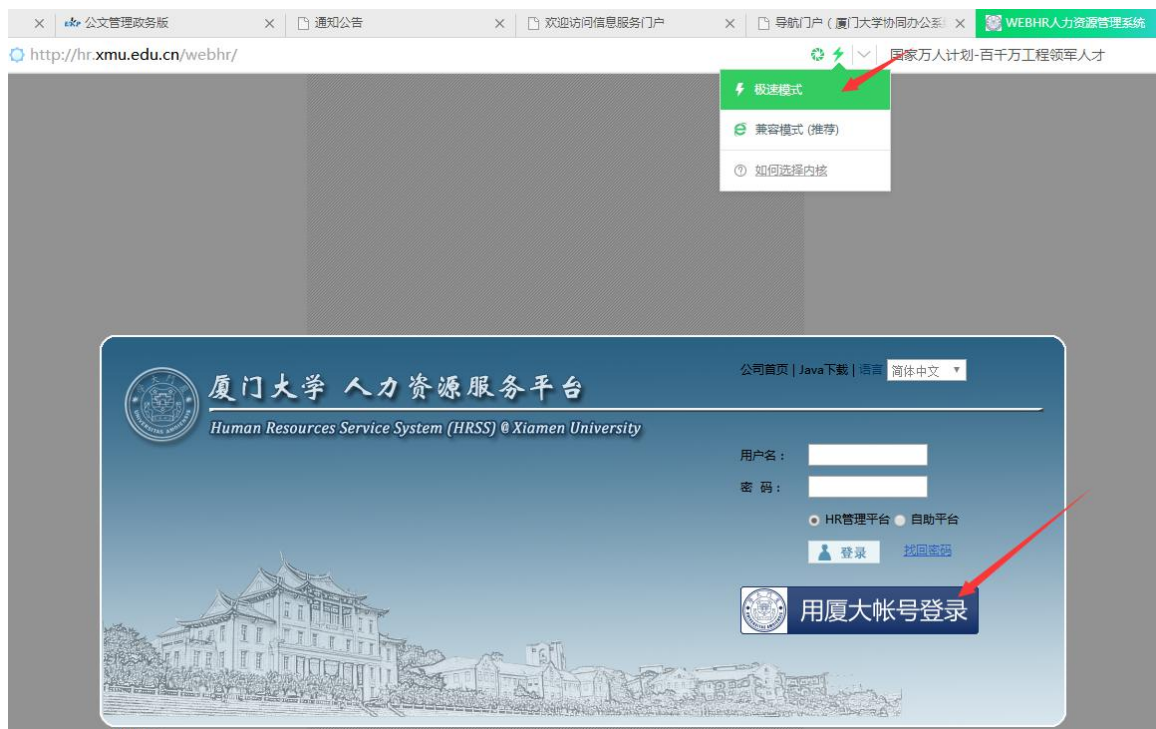 ekp 公文管理政务版
通知公告
欢迎访问信息服务门户
导航门户（厦门大学协同办公系
WEBHR人力资源管理系统
http://hr.xmu.edu.cn/webhr/
国家万人计划-百千万工程领军人才
极速模式
兼容模式 (推荐)
如何选择内核
公司首页 | Java下载 | 语言 简体中文
厦门大学 人力资源服务平台
Human Resources Service System (HRSS) @ Xiamen University
用户名：
密 码：
HR管理平台 自助平台
登录 找回密码
用厦大帐号登录